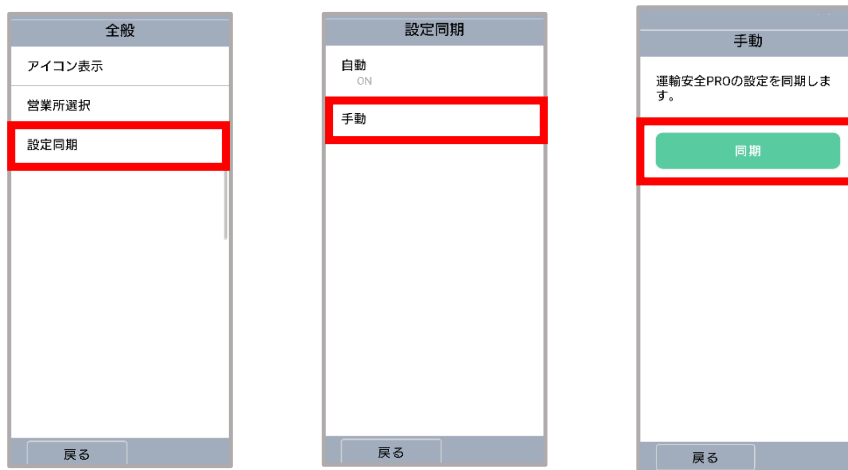 全般
アイコン表示
営業所選択
設定同期
戻る
設定同期
自動
ON
手動
戻る
手動
運輸安全PROの設定を同期しま
す。
同期
戻る